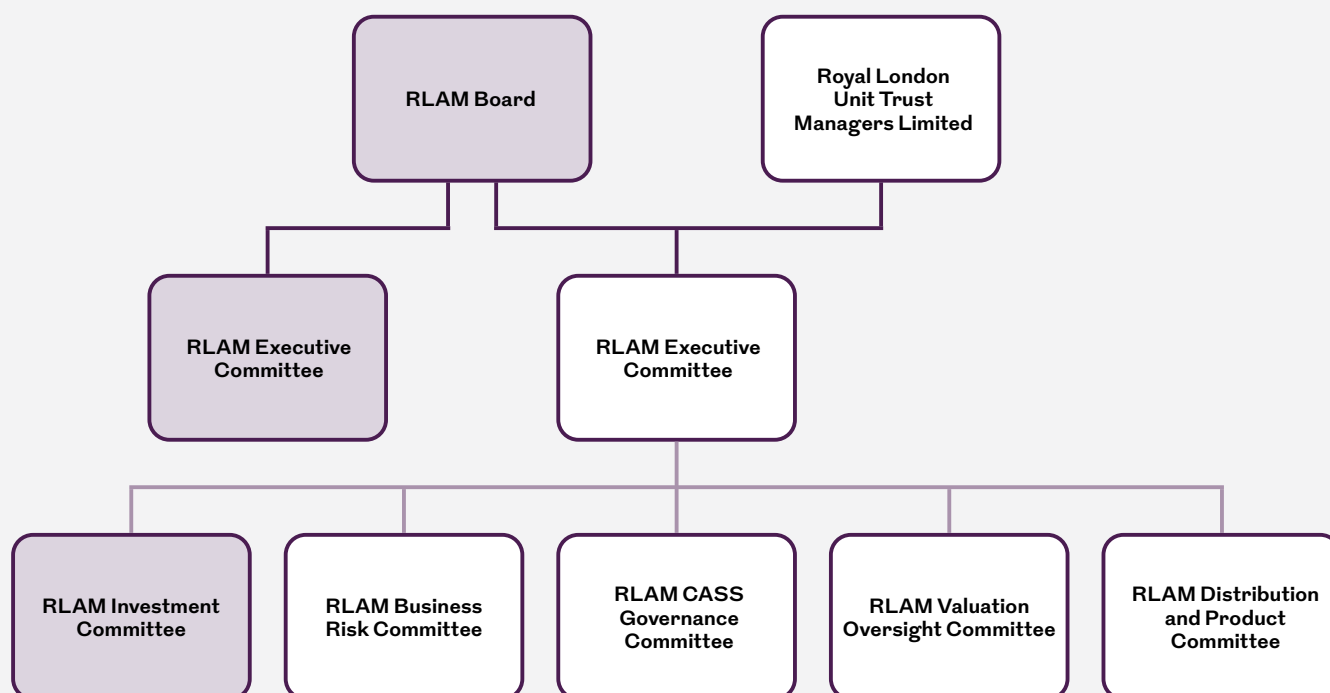 RLAM Board
Royal London
Unit Trust
Managers Limited
RLAM Executive
Committee
RLAM Executive
Committee
RLAM Investment
Committee
RLAM Business
Risk Committee
RLAM CASS
Governance
Committee
RLAM Valuation
Oversight Committee
RLAM Distribution
and Product
Committee